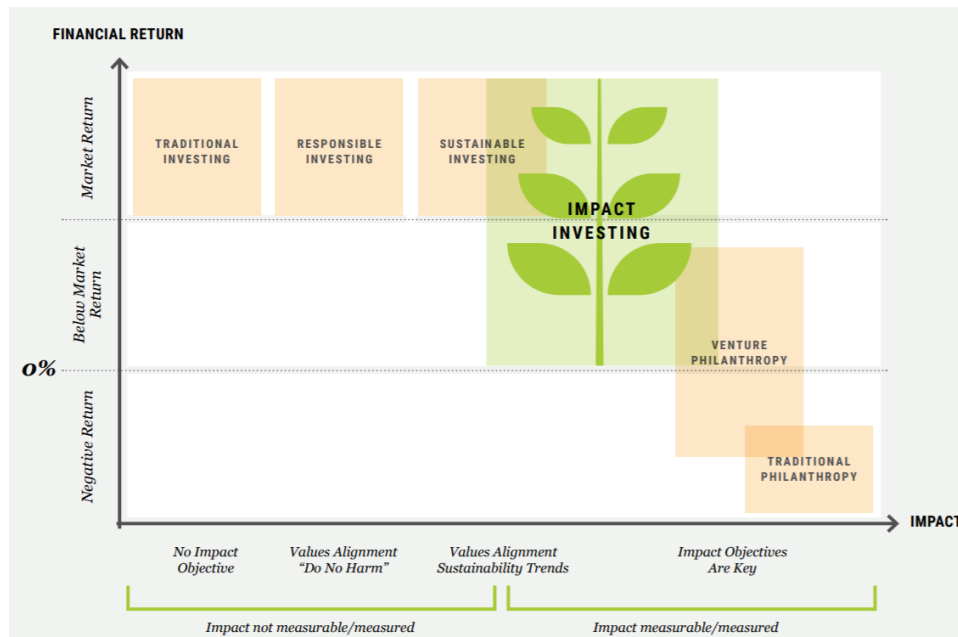 FINANCIAL RETURN
Market Return
TRADITIONAL
INVESTING
RESPONSIBLE
INVESTING
SUSTAINABLE
INVESTING
IMPACT
INVESTING
Below Market
Return
VENTURE
PHILANTHROPY
0%
Negative Return
TRADITIONAL
PHILANTHROPY
IMPACT
No Impact
Objective
Values Alignment
“Do No Harm”
Values Alignment
Sustainability Trends
Impact Objectives
Are Key
Impact not measurable/measured
Impact measurable/measured